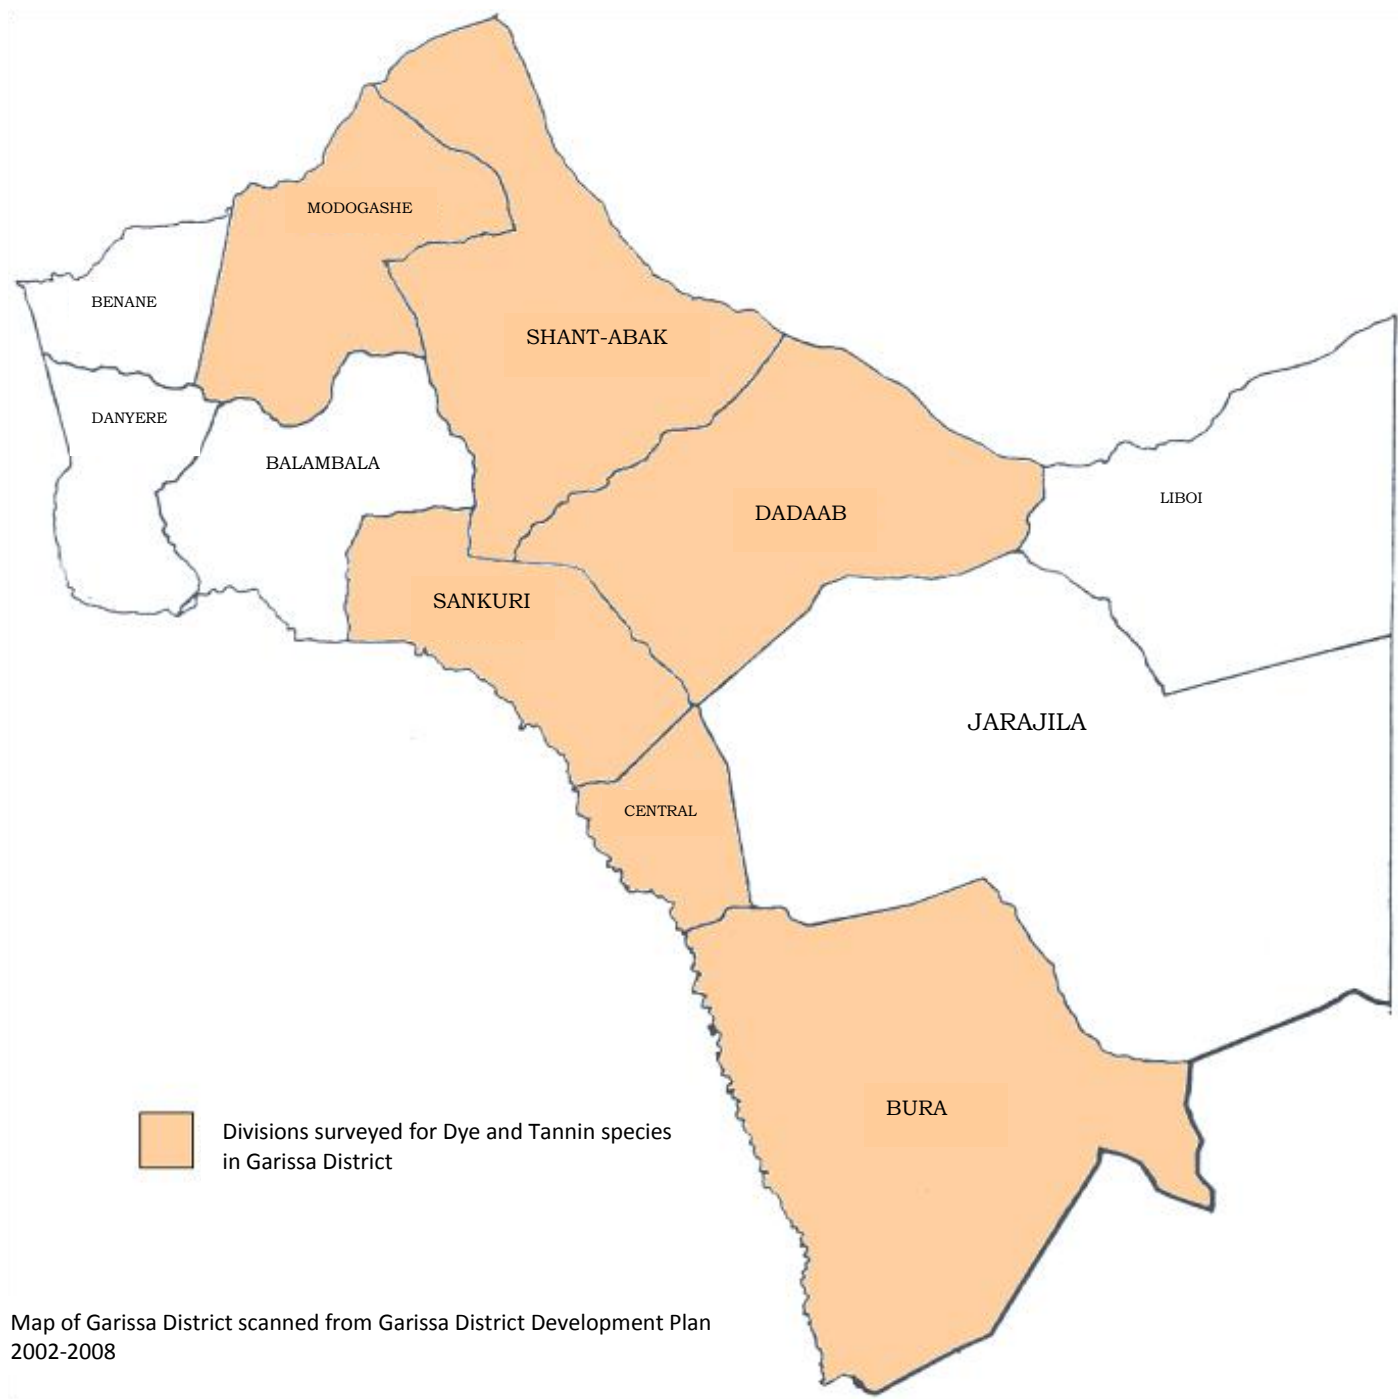 MODOGASHE
BENANE
SHANT-ABAK
DANYERE
BALAMBALA
LIBOI
DADAAB
SANKURI
JARAJILA
CENTRAL
BURA
Divisions surveyed for Dye and Tannin species
in Garissa District
Map of Garissa District scanned from Garissa District Development Plan
2002-2008